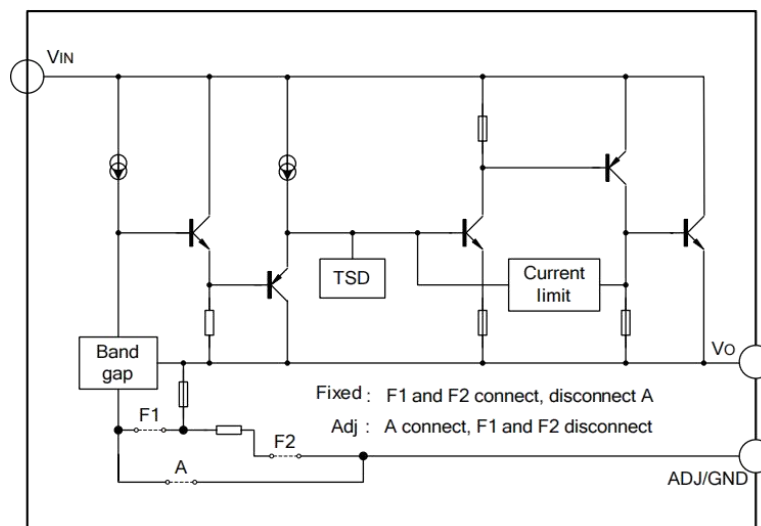 VIN
TSD
Current
limit
Band
gap
VO
Fixed : F1 and F2 connect, disconnect A
F1
Adj : A connect, F1 and F2 disconnect
F2
A
ADJ/GND